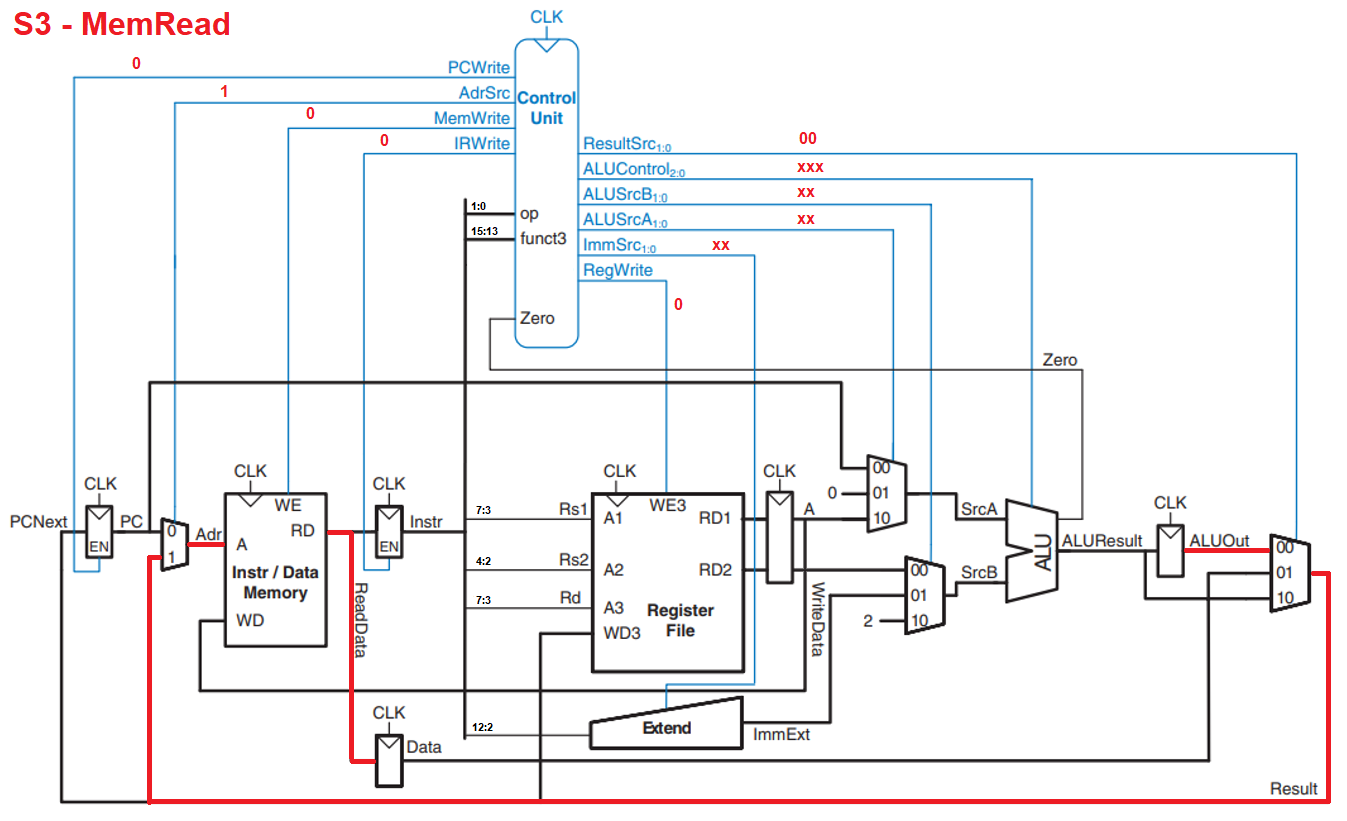 S3 - MemRead
CLK
0
PCWrite
1
AdrSrc
Control
Unit
0
MemWrite
0
IRWrite
ResultSrc1:0
00
ALUControl2:0
xxx
ALUSrcB1:0
xx
ALUSrcA1:0
xx
ImmSrc1:0
xx
RegWrite
0
1:0
op
15:13
funct3
Zero
Zero
CLK
CLK
CLK
CLK
CLK
CLK
PCNext
EN
PC
0
1
Adr
WE
RD
A
Instr / Data
Memory
WD
EN
Instr
ReadData
7:3
Rs1
4:2
Rs2
7:3
Rd
A1
WE3
RD1
A2
RD2
A3
Register
File
WD3
A
WriteData
00
0
01
10
SrcA
00
01
2
10
SrcB
ALU
ALUResult
ALUOut
00
01
10
CLK
Data
12:2
Extend
ImmExt
Result